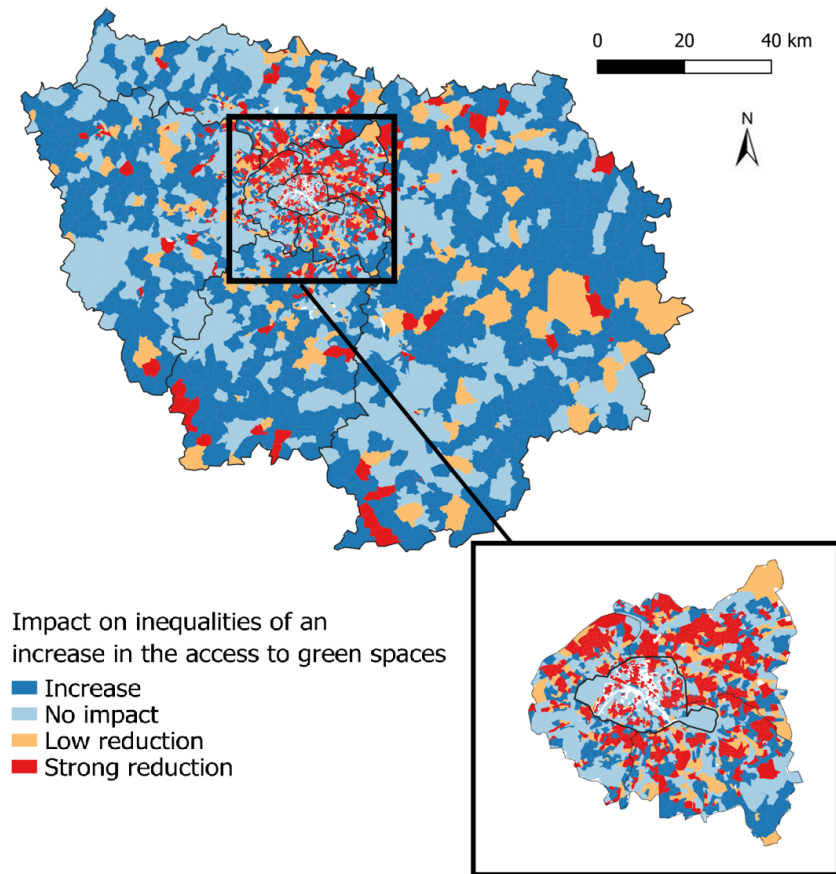 0 20 40 km
N
Impact on inequalities of an
increase in the access to green spaces
Increase
No impact
Low reduction
Strong reduction